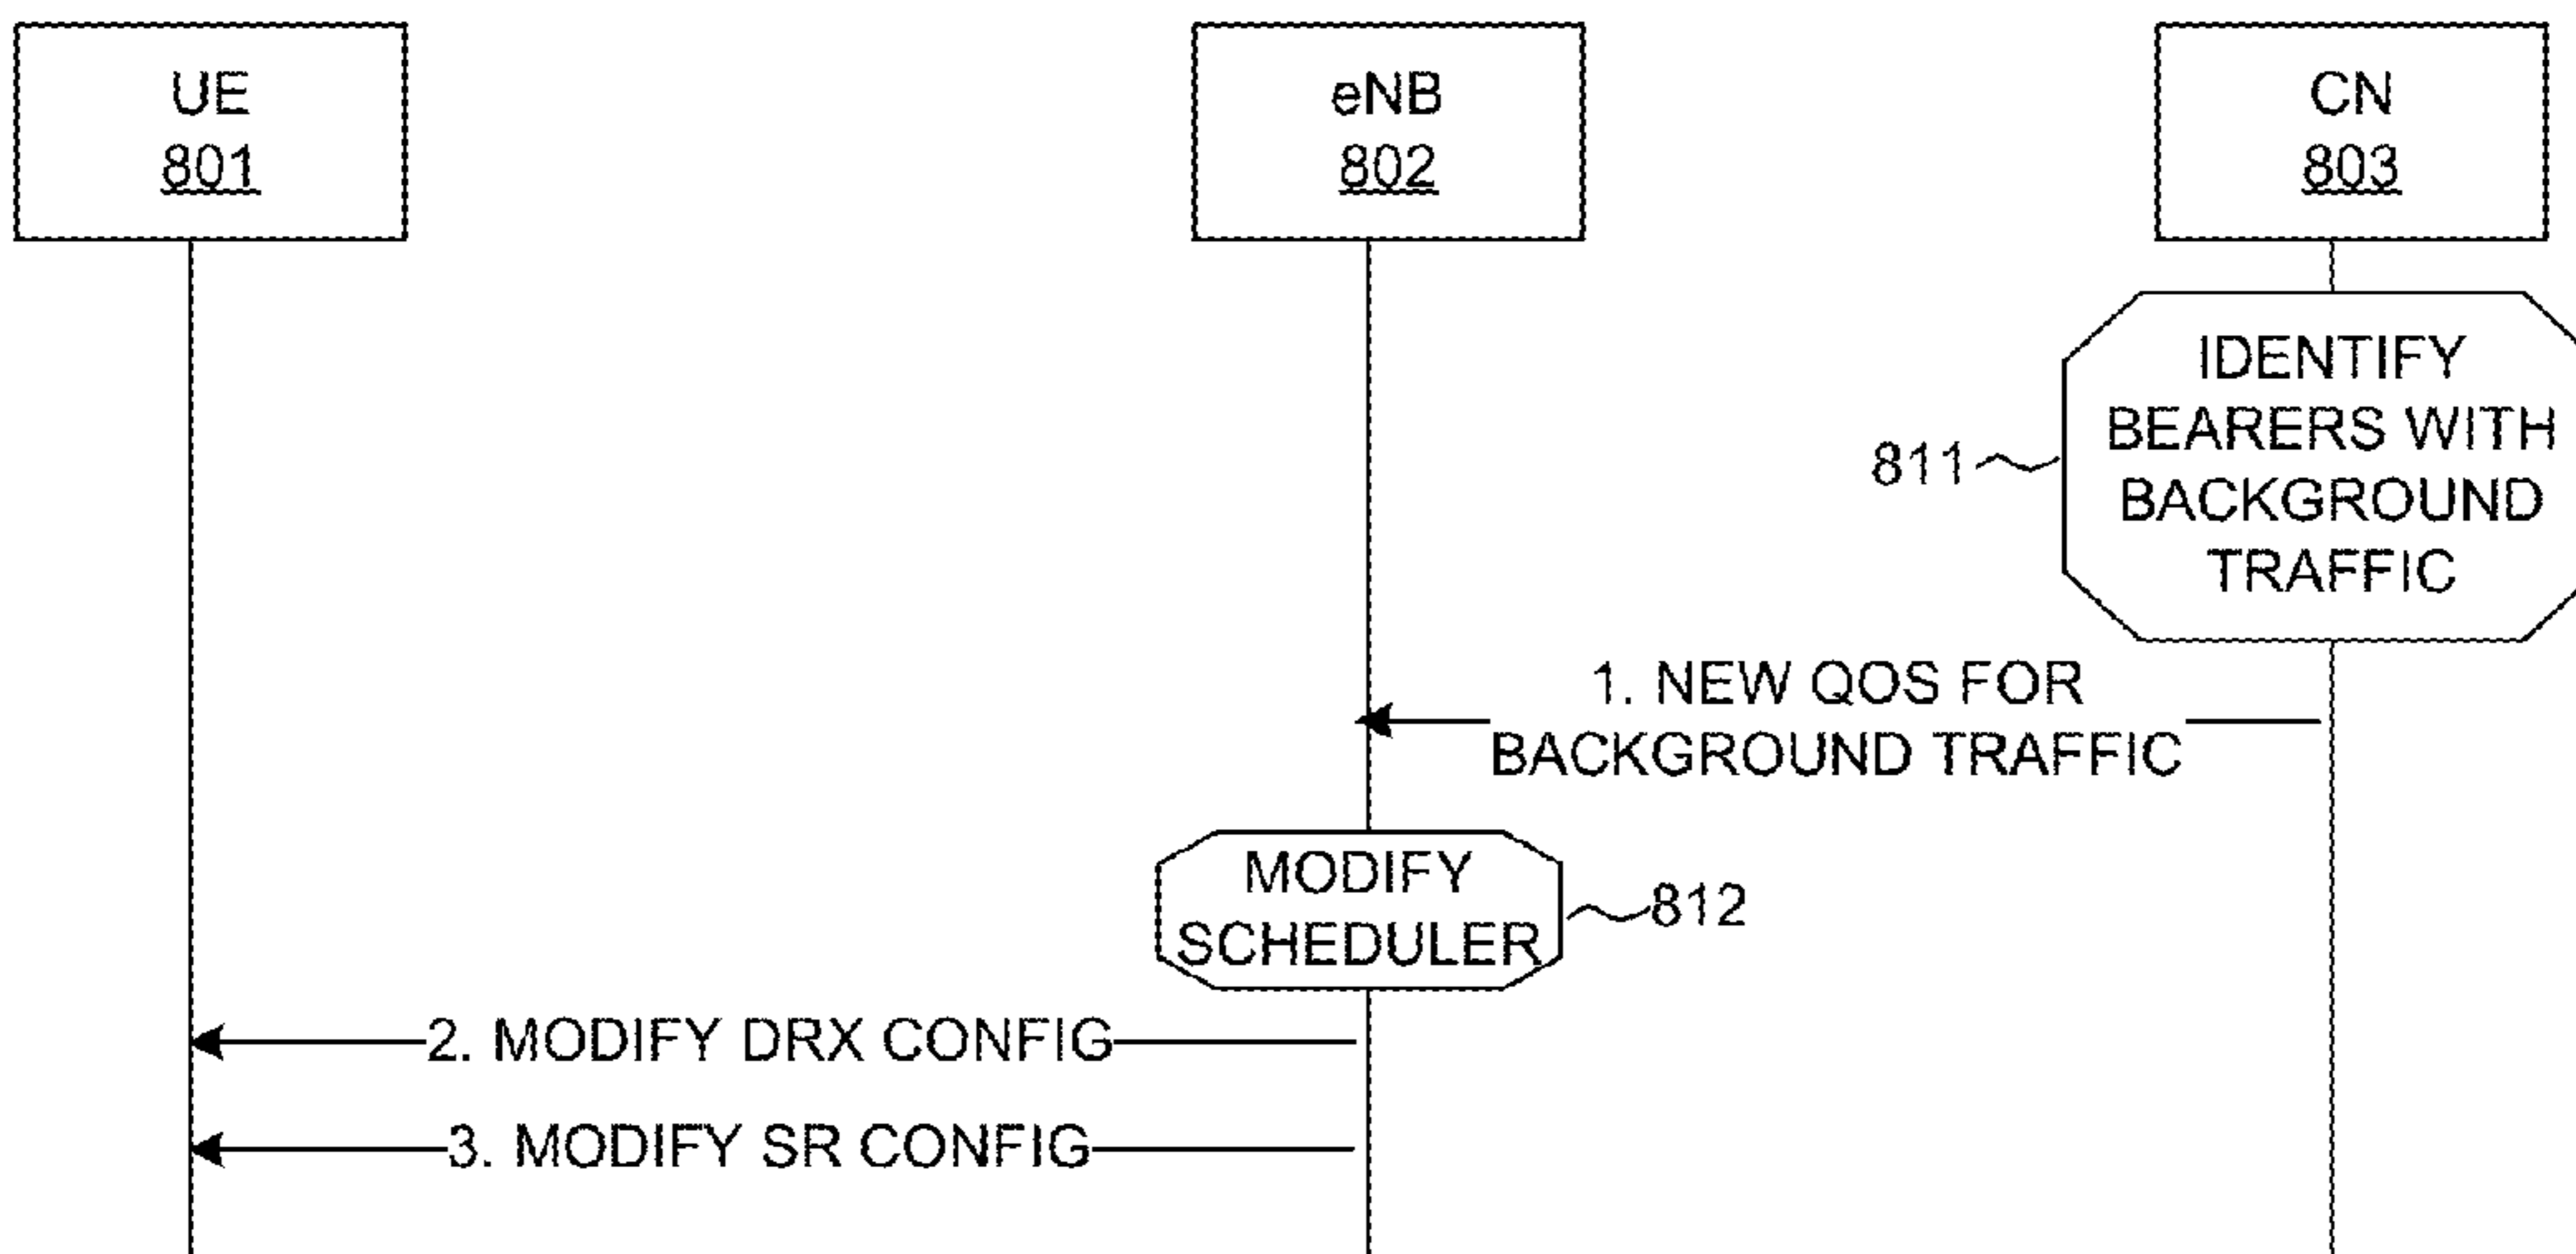 UE
801
eNB
802
CN
803
IDENTIFY
BEARERS WITH
BACKGROUND
TRAFFIC
811
1. NEW QOS FOR
BACKGROUND TRAFFIC
MODIFY
SCHEDULER
812
2. MODIFY DRX CONFIG
3. MODIFY SR CONFIG